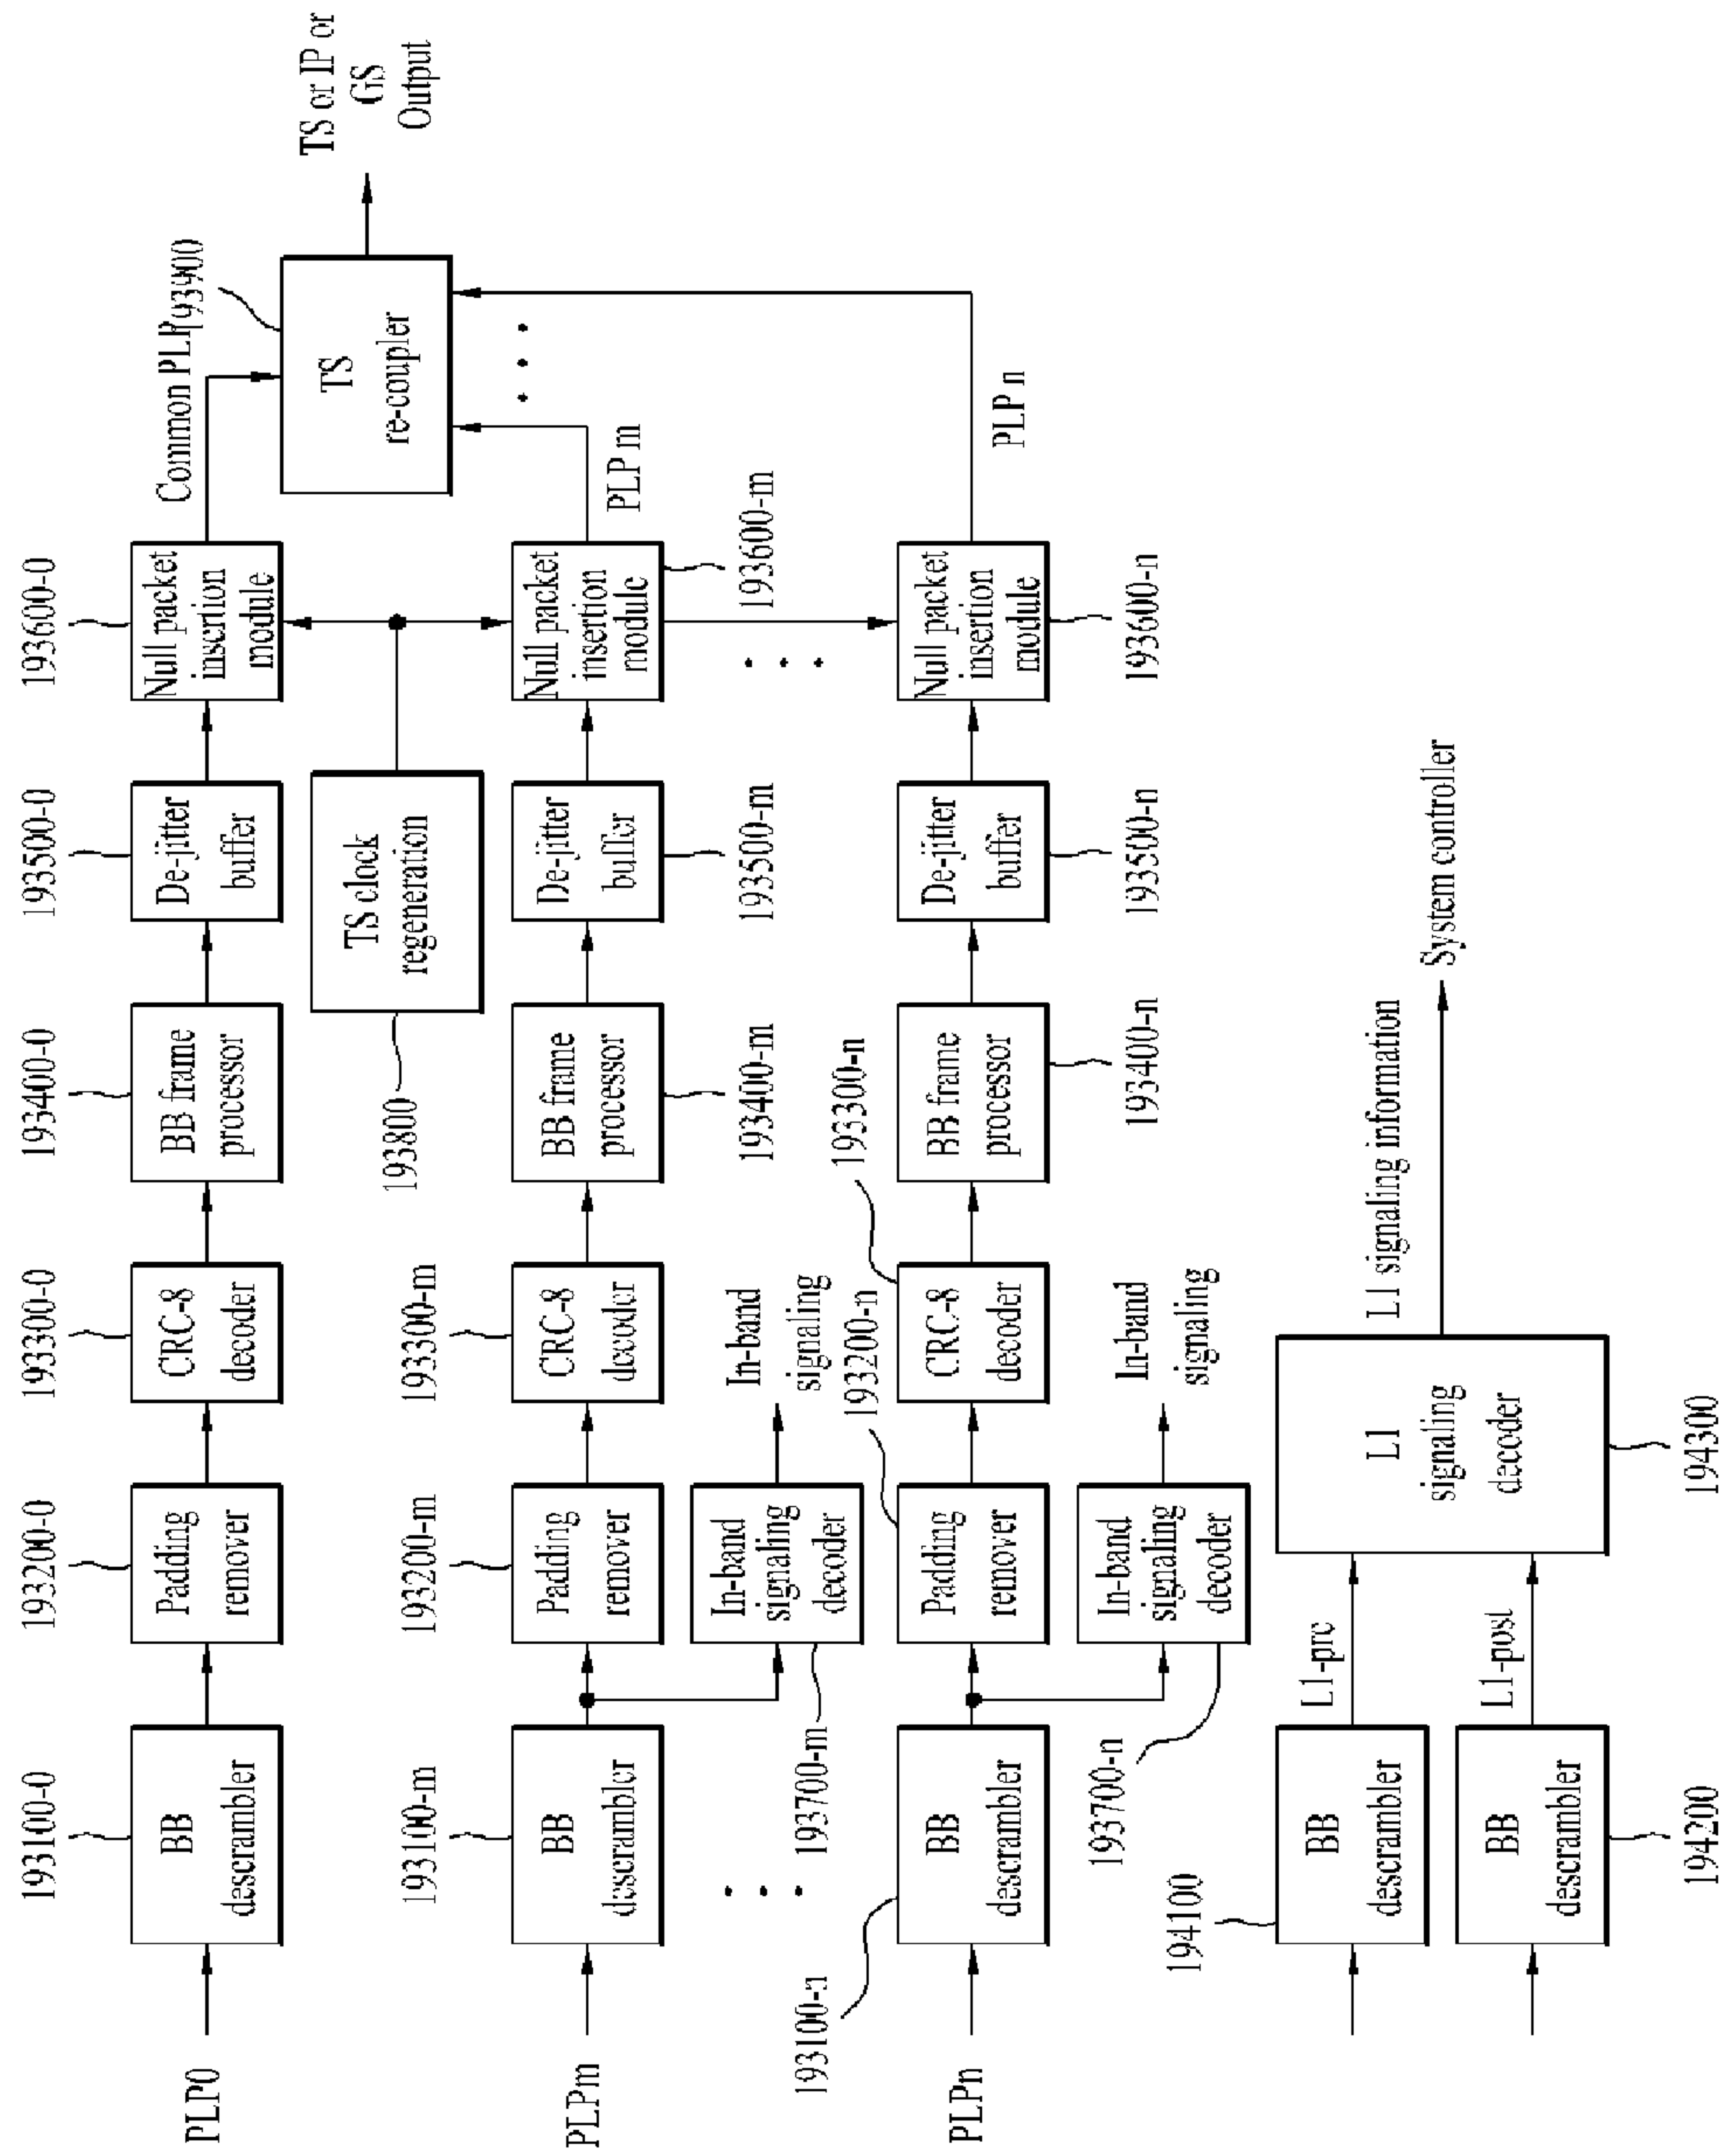 193100-0
193200-0
193300-0
193400-0
193500-0
193600-0
PLP0
BB
descrambler
Padding
remover
CRC-8
decoder
BB frame
processor
De-jitter
buffer
Null packet
insertion
module
Common PLP
193900
TS
re-coupler
TS or IP or
GS
Output
193800
TS clock
regeneration
193100-m
193200-m
193300-m
PLPm
BB
descrambler
Padding
remover
CRC-8
decoder
BB frame
processor
De-jitter
buffer
Null packet
insertion
module
PLP m
193400-m
193500-m
193600-m
193700-m
In-band
signaling
decoder
In-band
signaling
193100-n
193200-n
193300-n
PLPn
BB
descrambler
Padding
remover
CRC-8
decoder
BB frame
processor
De-jitter
buffer
Null packet
insertion
module
PLP n
193400-n
193500-n
193600-n
193700-n
In-band
signaling
decoder
In-band
signaling
194100
BB
descrambler
L1-pre
BB
descrambler
L1-post
194200
L1
signaling
decoder
194300
L1 signaling information
System controller